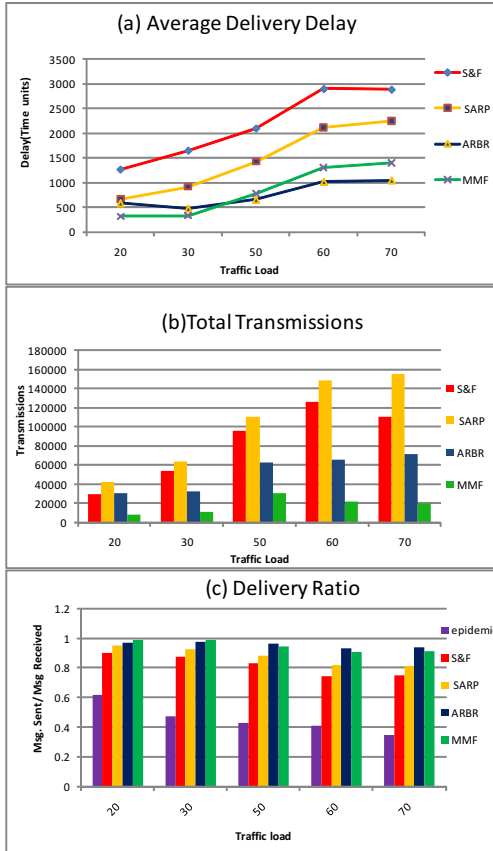 (a) Average Delivery Delay
3500
3000
2500
2000
1500
1000
500
0
Delay(Time units)
20 30 50 60 70
Traffic Load
S&F
SARP
ARBR
MMF
(b)Total Transmissions
180000
160000
140000
120000
100000
80000
60000
40000
20000
0
Transmissions
20 30 50 60 70
Traffic Load
S&F
SARP
ARBR
MMF
(c) Delivery Ratio
1.2
1
0.8
0.6
0.4
0.2
0
Msg. Sent / Msg Received
20 30 50 60 70
Traffic load
epidemi
S&F
SARP
ARBR
MMF